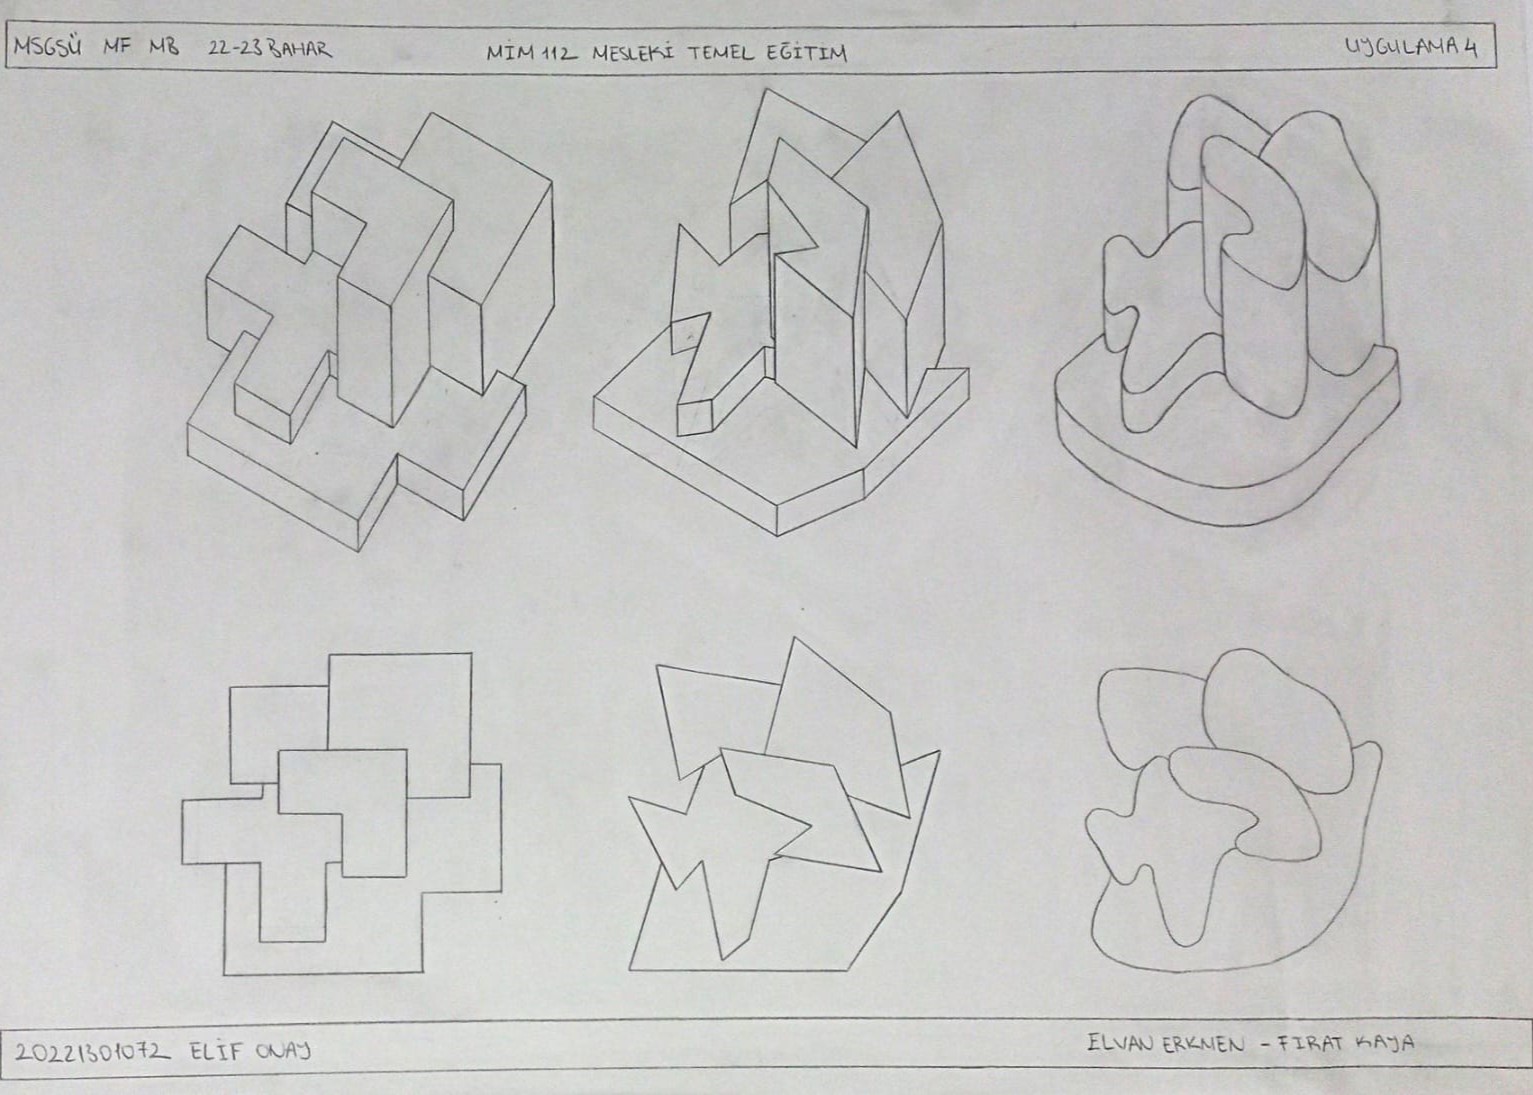 MSGSÜ MF MB 22-23 BAHAR MİM 112 MESLEKİ TEMEL EĞİTİM UYGULAMA 4
20221301072 ELİF ONAY ELVAN ERKMEN - FIRAT KAYA